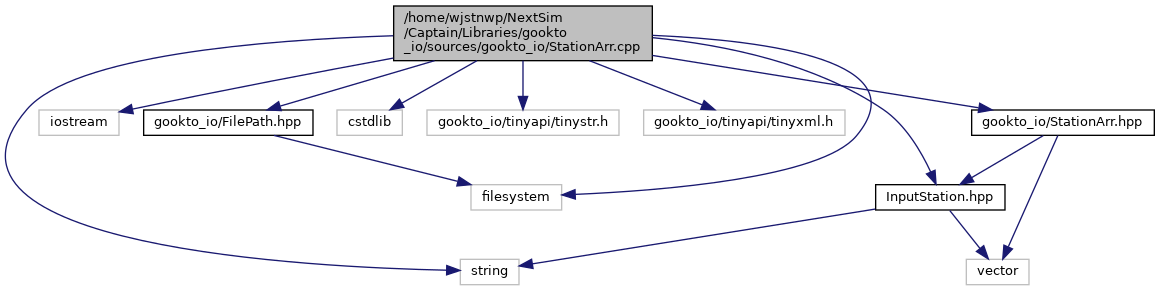 /home/wjstnwp/NextSim
/Captain/Libraries/gookto
_io/sources/gookto_io/StationArr.cpp
iostream
gookto_io/FilePath.hpp
cstdlib
gookto_io/tinyapi/tinystr.h
gookto_io/tinyapi/tinyxml.h
gookto_io/StationArr.hpp
filesystem
InputStation.hpp
string
vector